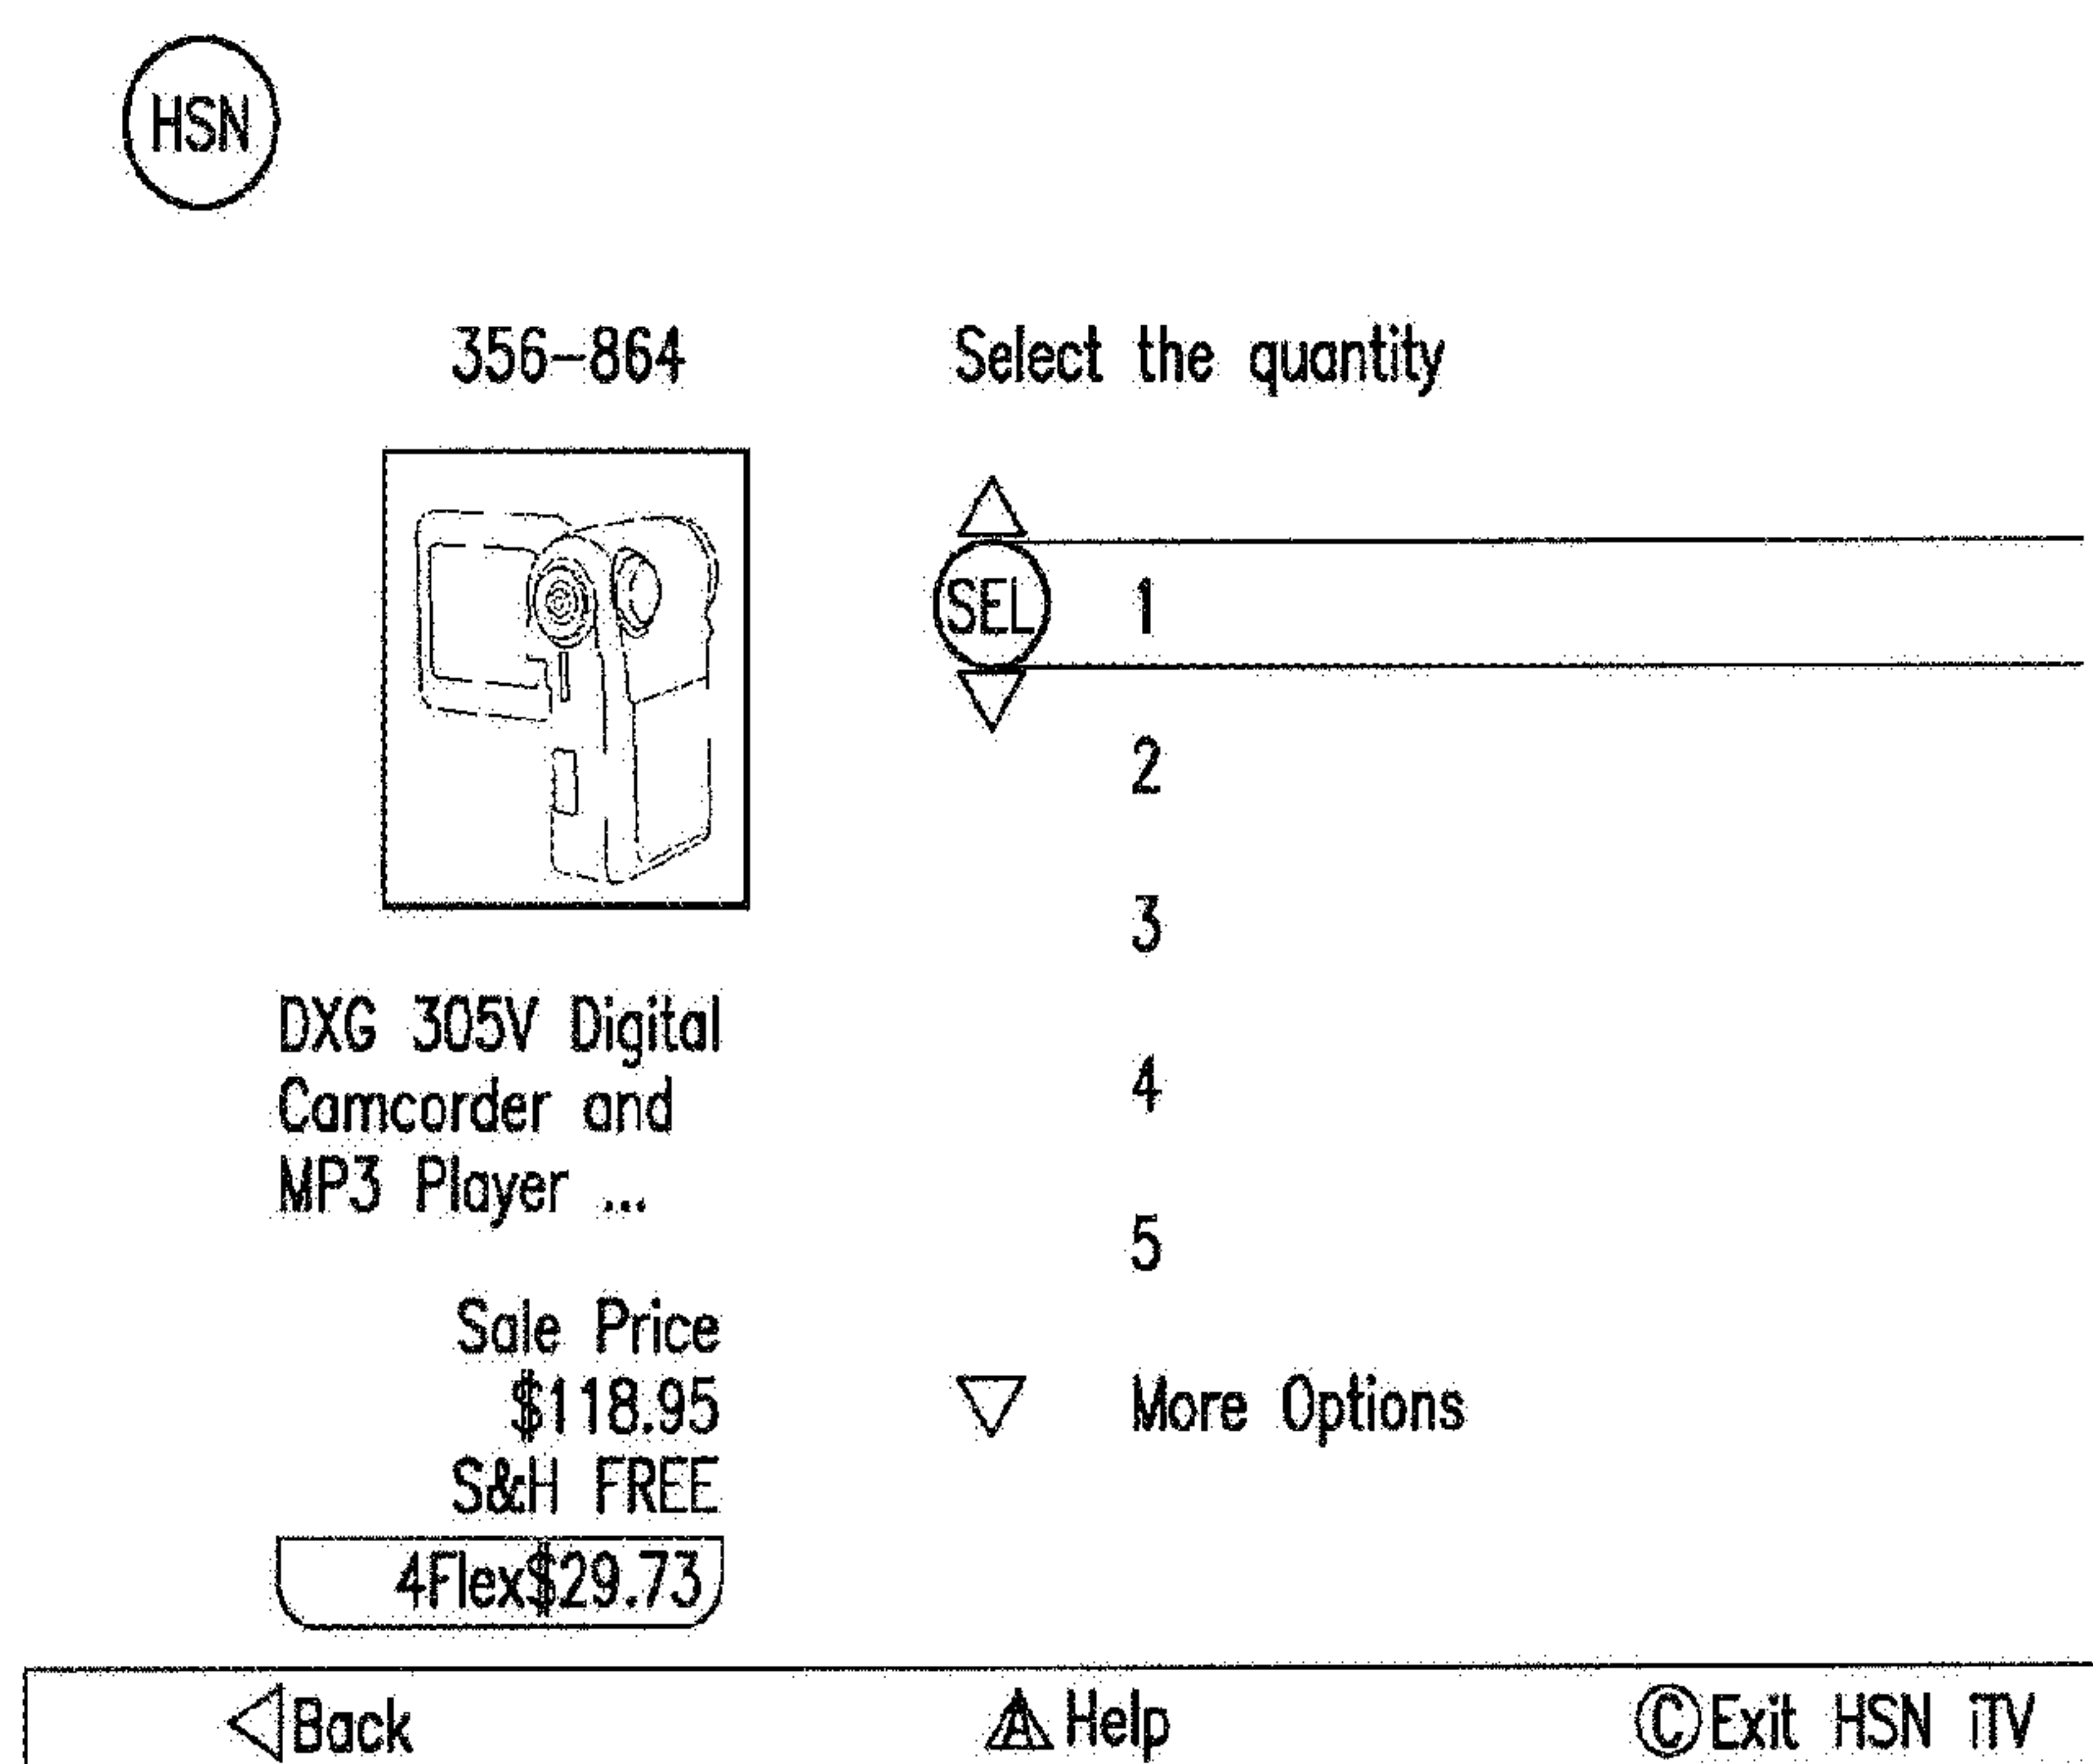 HSN
356-864
DXG 305V Digital
Camcorder and
MP3 Player ...
Sale Price
$118.95
S&H FREE
4Flex$29.73
Select the quantity
SEL 1
2
3
4
5
More Options
Back
A Help
C Exit HSN iTV